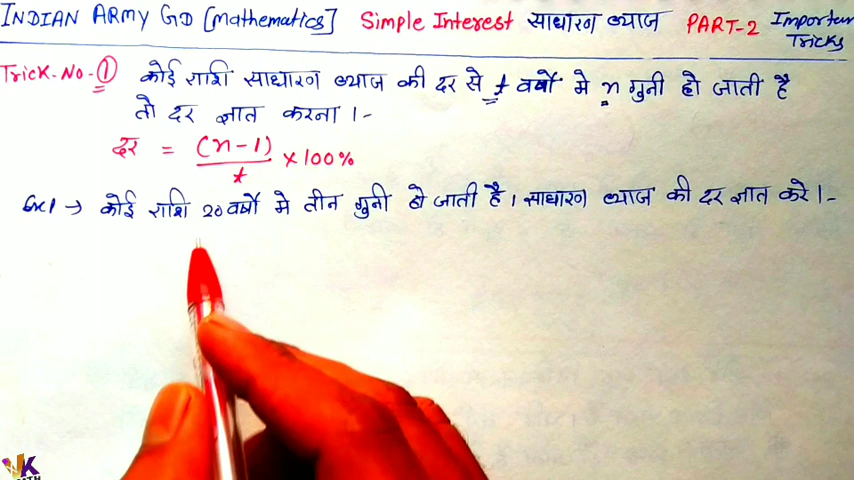 INDIAN ARMY GD [Mathematics] Simple Interest साधारण ब्याज PART-2 Important Tricks
Trick-No-① कोई राशि साधारण ब्याज की दर से t वर्षो मे n गुनी हो जाती है
तो दर ज्ञात करना ।-
दर = (n-1)/t × 100%
Ex1 → कोई राशि 20 वर्षो मे तीन गुनी हो जाती है । साधारण ब्याज की दर ज्ञात करे ।-